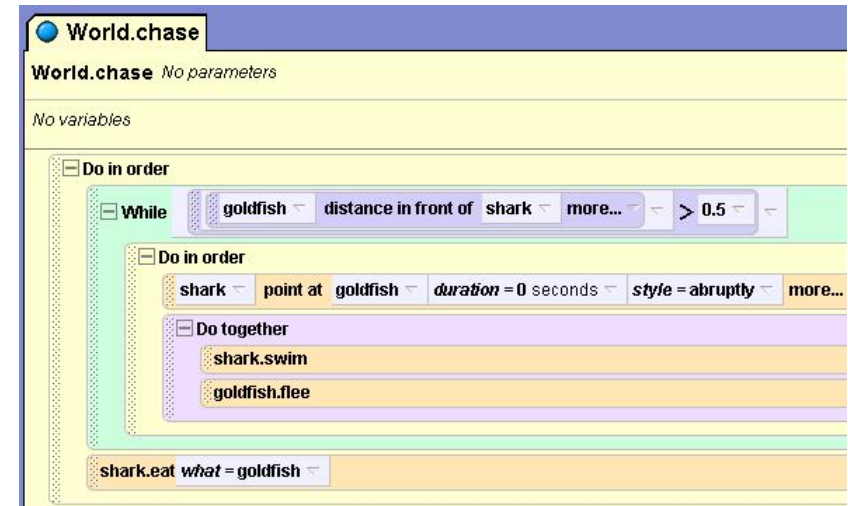 World.chase
World.chase No parameters
No variables
Do in order
While goldfish distance in front of shark more... > 0.5
Do in order
shark point at goldfish duration = 0 seconds style = abruptly more...
Do together
shark.swim
goldfish.flee
shark.eat what = goldfish